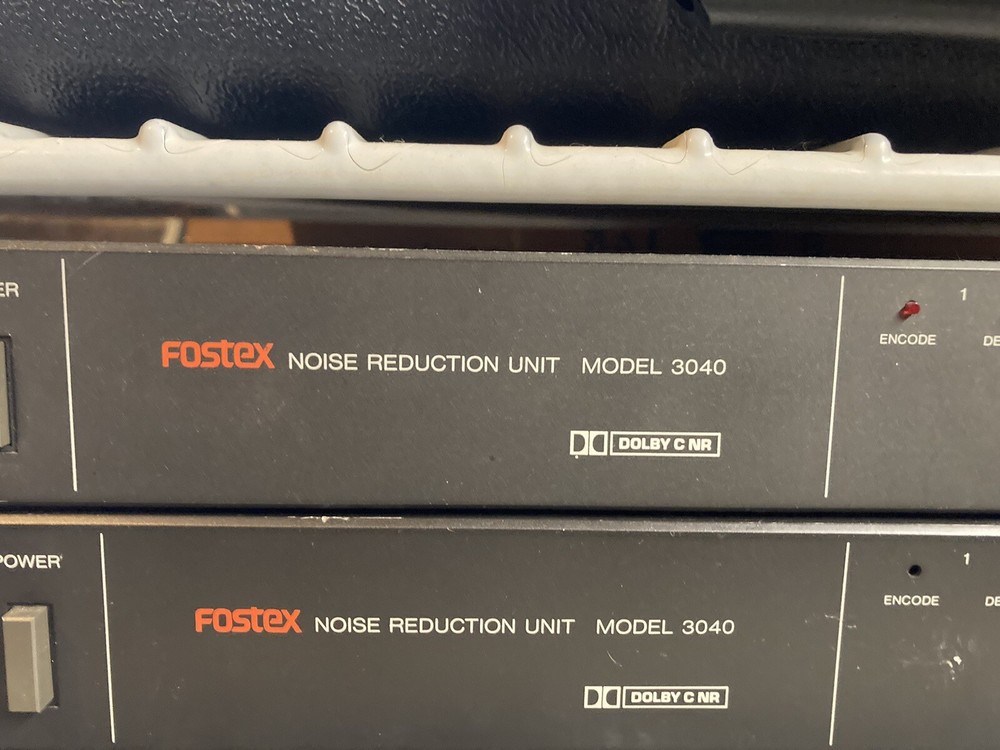 ER
FOSTEX NOISE REDUCTION UNIT MODEL 3040
DOLBY C NR
1
ENCODE DE
POWER
FOSTEX NOISE REDUCTION UNIT MODEL 3040
DOLBY C NR
1
ENCODE DE